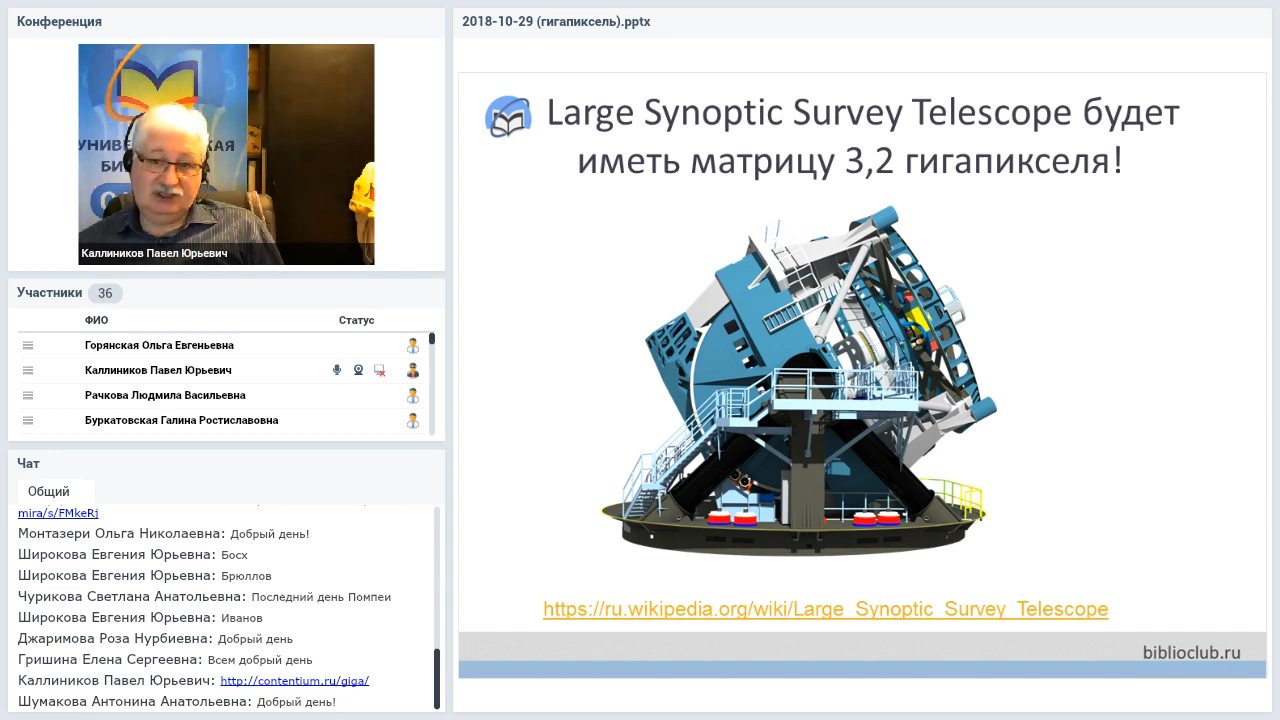 Конференция
УНИВЕ
КАЯ
Каллиников Павел Юрьевич
Участники 36
ФИО Статус
Горянская Ольга Евгеньевна
Каллиников Павел Юрьевич
Рачкова Людмила Васильевна
Буркатовская Галина Ростиславовна
Чат
Общий
mira/s/FMkeRj
Монтазери Ольга Николаевна: Добрый день!
Широкова Евгения Юрьевна: Босх
Широкова Евгения Юрьевна: Брюллов
Чурикова Светлана Анатольевна: Последний день Помпеи
Широкова Евгения Юрьевна: Иванов
Джаримова Роза Нурбиевна: Добрый день
Гришина Елена Сергеевна: Всем добрый день
Каллиников Павел Юрьевич: http://contentium.ru/giga/
Шумакова Антонина Анатольевна: Добрый день!
2018-10-29 (гигапиксель).pptx
Large Synoptic Survey Telescope будет
иметь матрицу 3,2 гигапикселя!
https://ru.wikipedia.org/wiki/Large_Synoptic_Survey_Telescope
biblioclub.ru